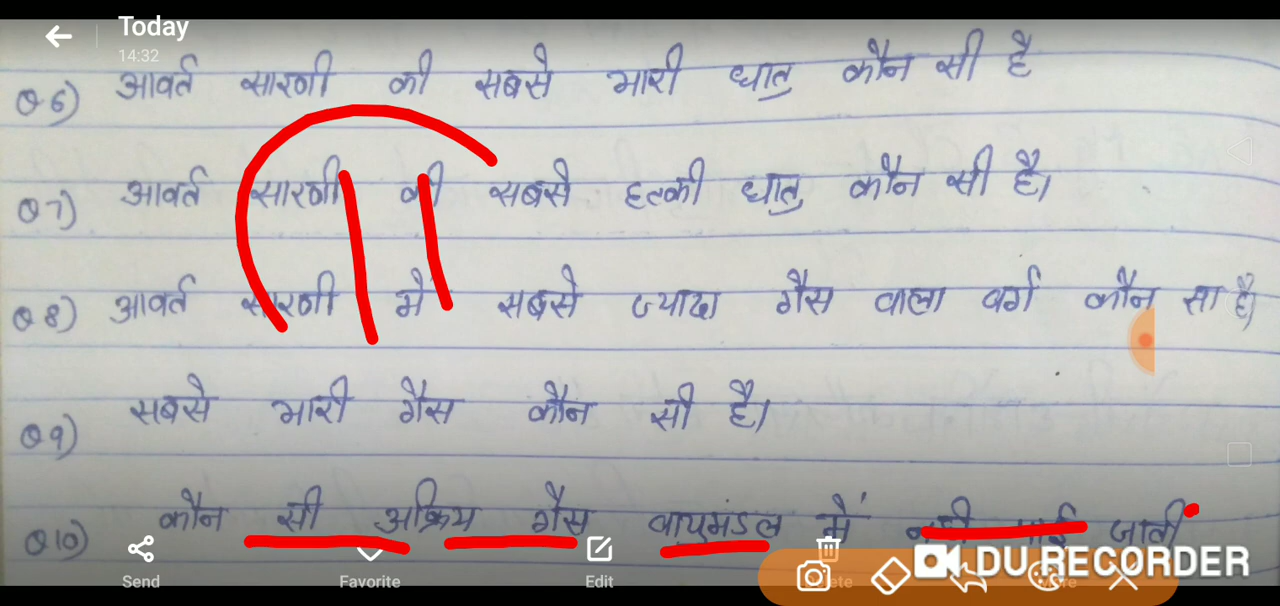 Today
14:32
Q6) आवर्त सारणी की सबसे भारी धातु कौन सी है
Q7) आवर्त सारणी की सबसे हल्की धातु कौन सी है।
Q8) आवर्त सारणी में सबसे ज्यादा गैस वाला वर्ग कौन सा है
Q9) सबसे भारी गैस कौन सी है।
Q10) कौन सी अक्रिय गैस वायुमंडल में जाती
Send Favorite Edit Delete
DU RECORDER